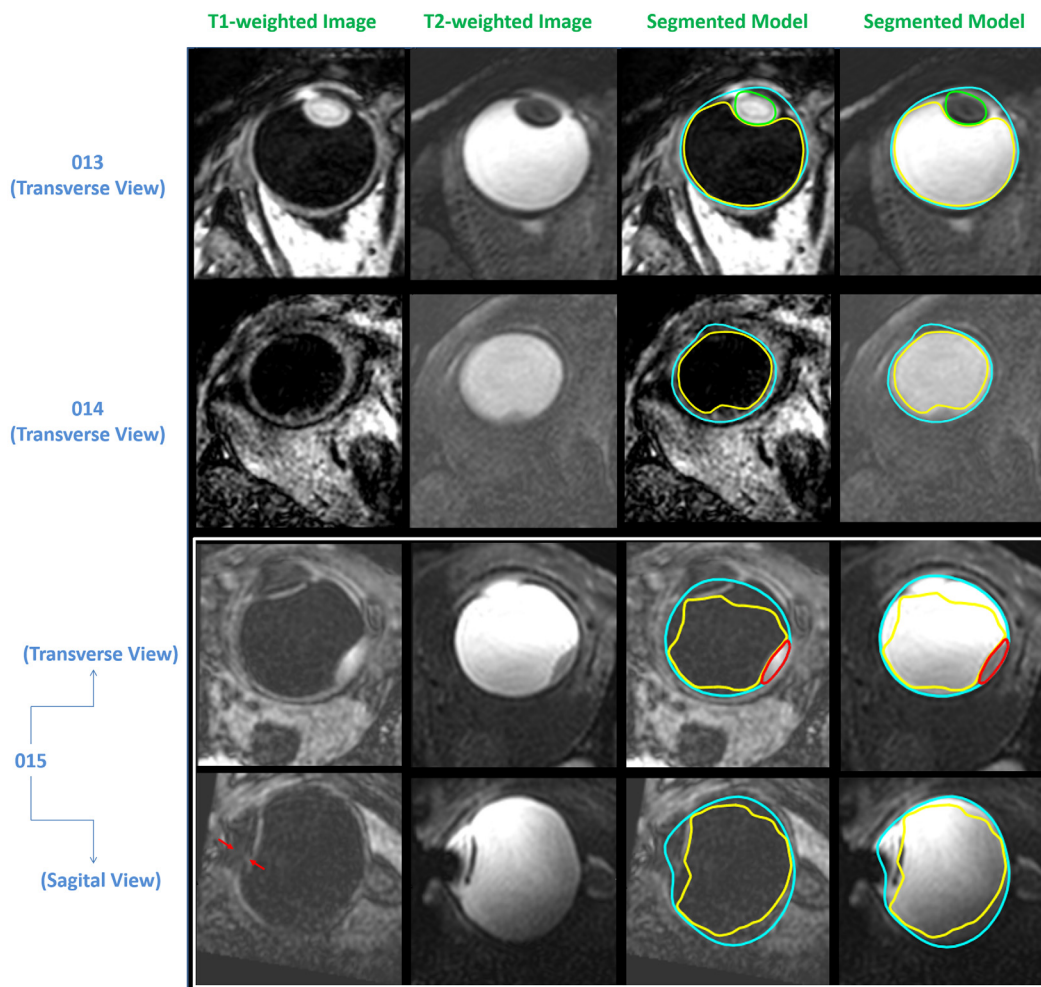 T1-weighted Image
T2-weighted Image
Segmented Model
Segmented Model
013
(Transverse View)
014
(Transverse View)
(Transverse View)
015
(Sagital View)